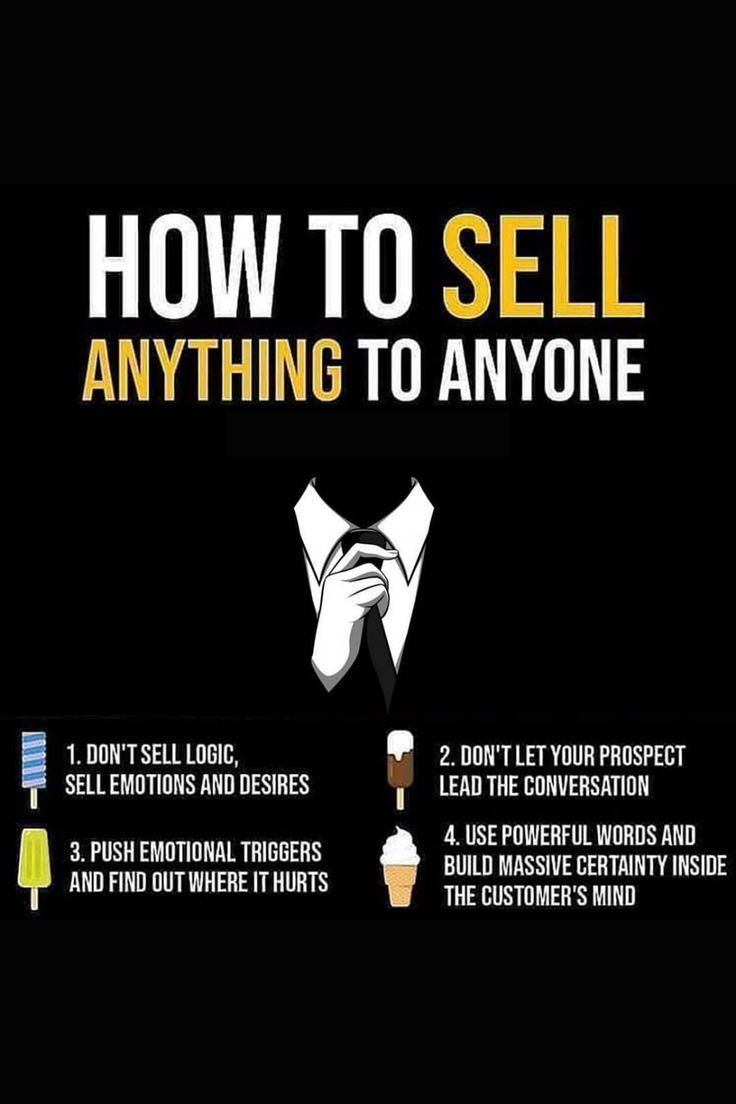 HOW TO SELL
ANYTHING TO ANYONE
1. DON'T SELL LOGIC,
SELL EMOTIONS AND DESIRES
2. DON'T LET YOUR PROSPECT
LEAD THE CONVERSATION
3. PUSH EMOTIONAL TRIGGERS
AND FIND OUT WHERE IT HURTS
4. USE POWERFUL WORDS AND
BUILD MASSIVE CERTAINTY INSIDE
THE CUSTOMER'S MIND